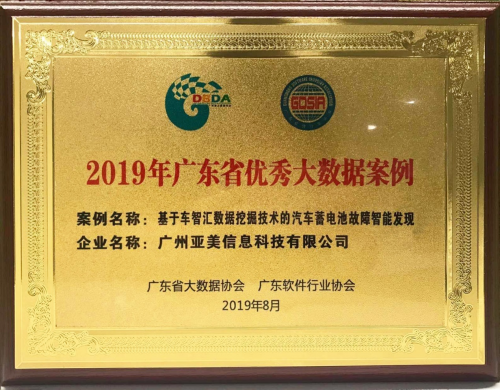 GDSIA
2019年广东省优秀大数据案例
案例名称：基于车智汇数据挖掘技术的汽车蓄电池故障智能发现
企业名称：广州亚美信息科技有限公司
广东省大数据协会 广东软件行业协会
2019年8月